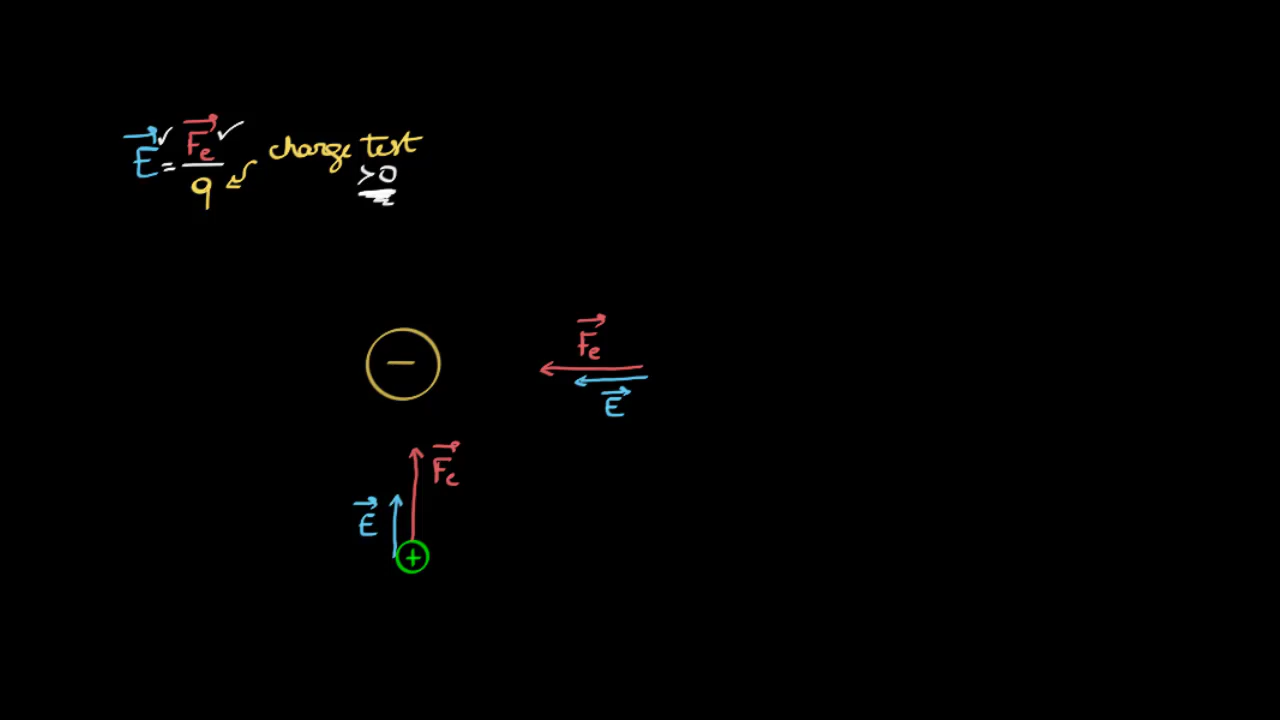 E⃗ = F⃗e / q charge test
>0
−
F⃗e
E⃗
F⃗e
E⃗
+